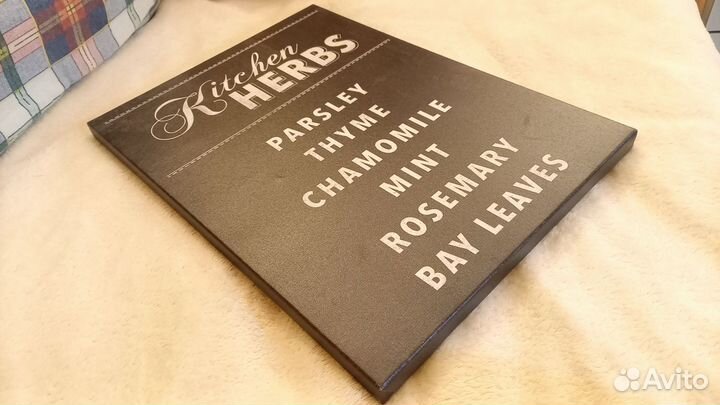 Kitchen
HERBS
PARSLEY
THYME
CHAMOMILE
MINT
ROSEMARY
BAY LEAVES
Avito